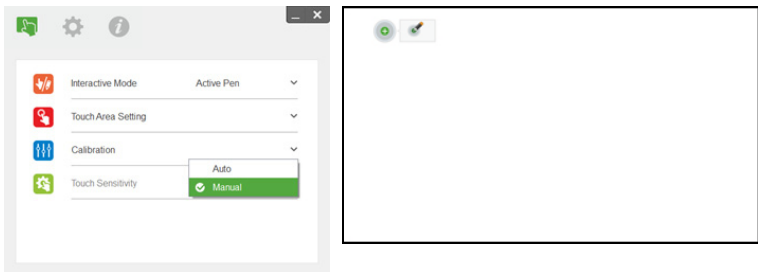 Interactive Mode Active Pen
Touch Area Setting
Calibration
Auto
Touch Sensitivity
Manual